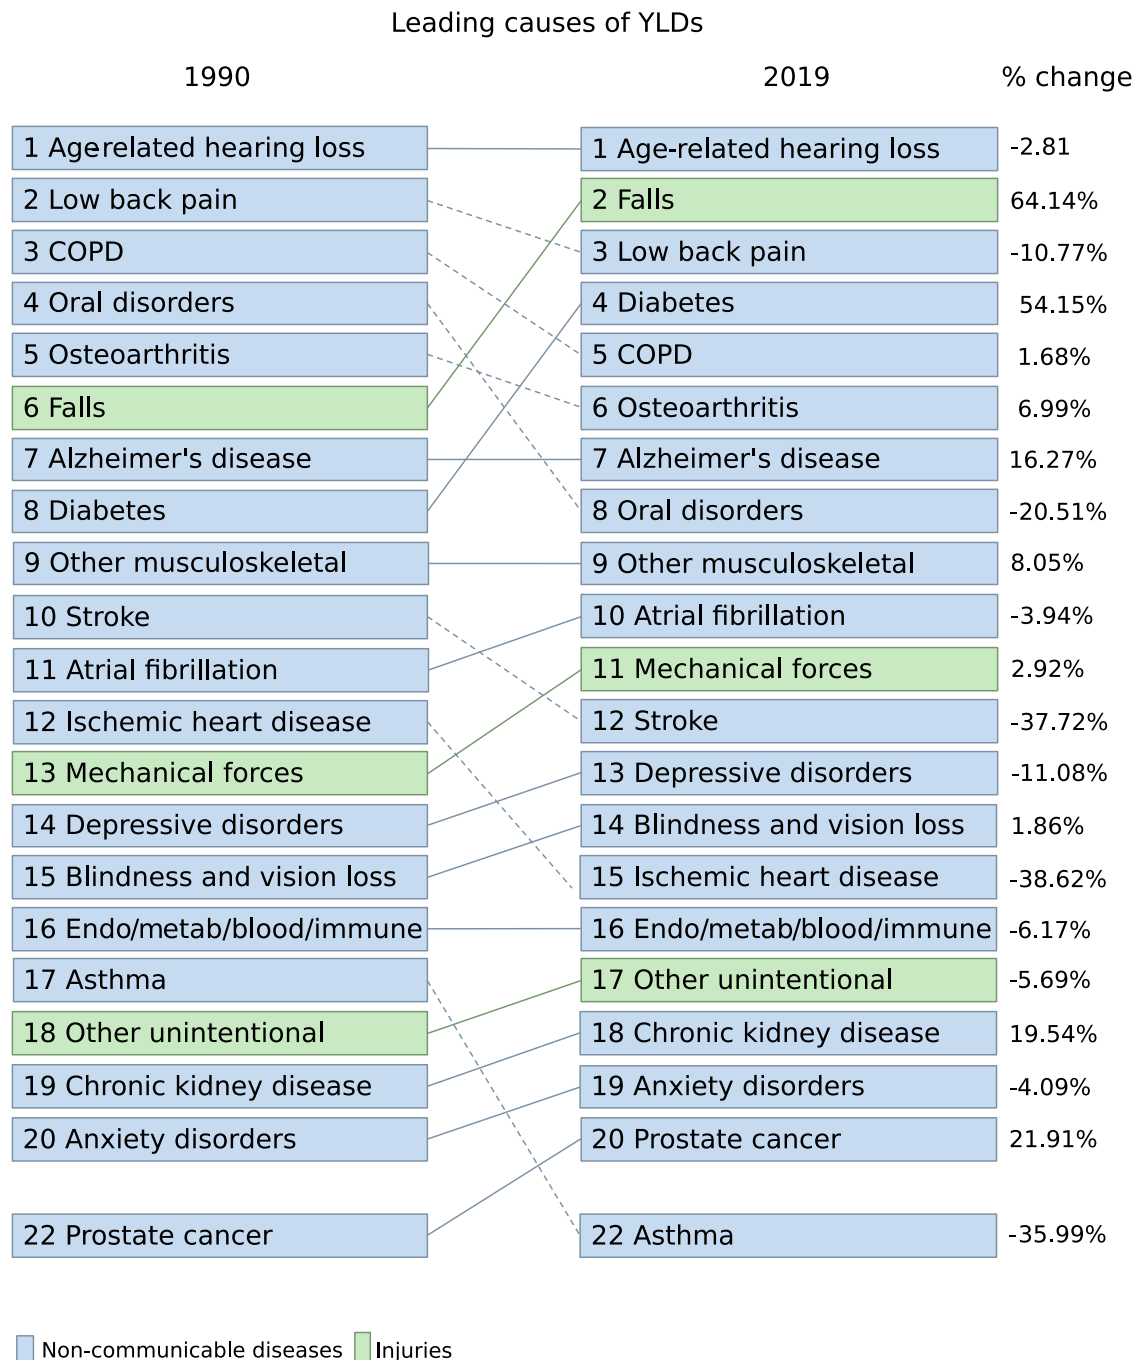 Leading causes of YLDs
1990 2019 % change
1 Agerelated hearing loss 1 Age-related hearing loss -2.81
2 Low back pain 2 Falls 64.14%
3 COPD 3 Low back pain -10.77%
4 Oral disorders 4 Diabetes 54.15%
5 Osteoarthritis 5 COPD 1.68%
6 Falls 6 Osteoarthritis 6.99%
7 Alzheimer's disease 7 Alzheimer's disease 16.27%
8 Diabetes 8 Oral disorders -20.51%
9 Other musculoskeletal 9 Other musculoskeletal 8.05%
10 Stroke 10 Atrial fibrillation -3.94%
11 Atrial fibrillation 11 Mechanical forces 2.92%
12 Ischemic heart disease 12 Stroke -37.72%
13 Mechanical forces 13 Depressive disorders -11.08%
14 Depressive disorders 14 Blindness and vision loss 1.86%
15 Blindness and vision loss 15 Ischemic heart disease -38.62%
16 Endo/metab/blood/immune 16 Endo/metab/blood/immune -6.17%
17 Asthma 17 Other unintentional -5.69%
18 Other unintentional 18 Chronic kidney disease 19.54%
19 Chronic kidney disease 19 Anxiety disorders -4.09%
20 Anxiety disorders 20 Prostate cancer 21.91%
22 Prostate cancer 22 Asthma -35.99%
Non-communicable diseases Injuries